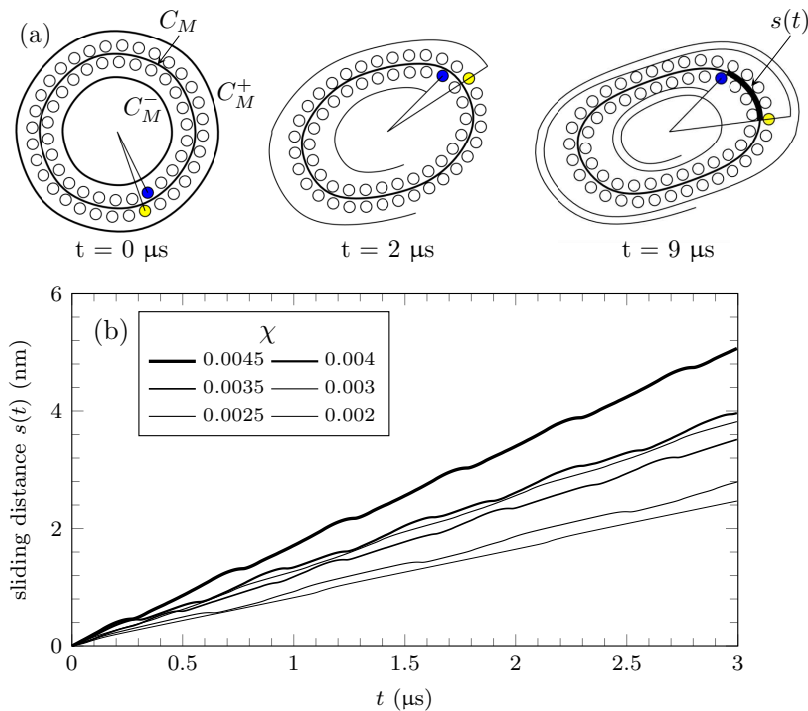 (a)
C_M
C_M^-
C_M^+
s(t)
t = 0 µs
t = 2 µs
t = 9 µs
(b)
χ
0.0045 0.004
0.0035 0.003
0.0025 0.002
sliding distance s(t) (nm)
6
4
2
0
0 0.5 1 1.5 2 2.5 3
t (µs)